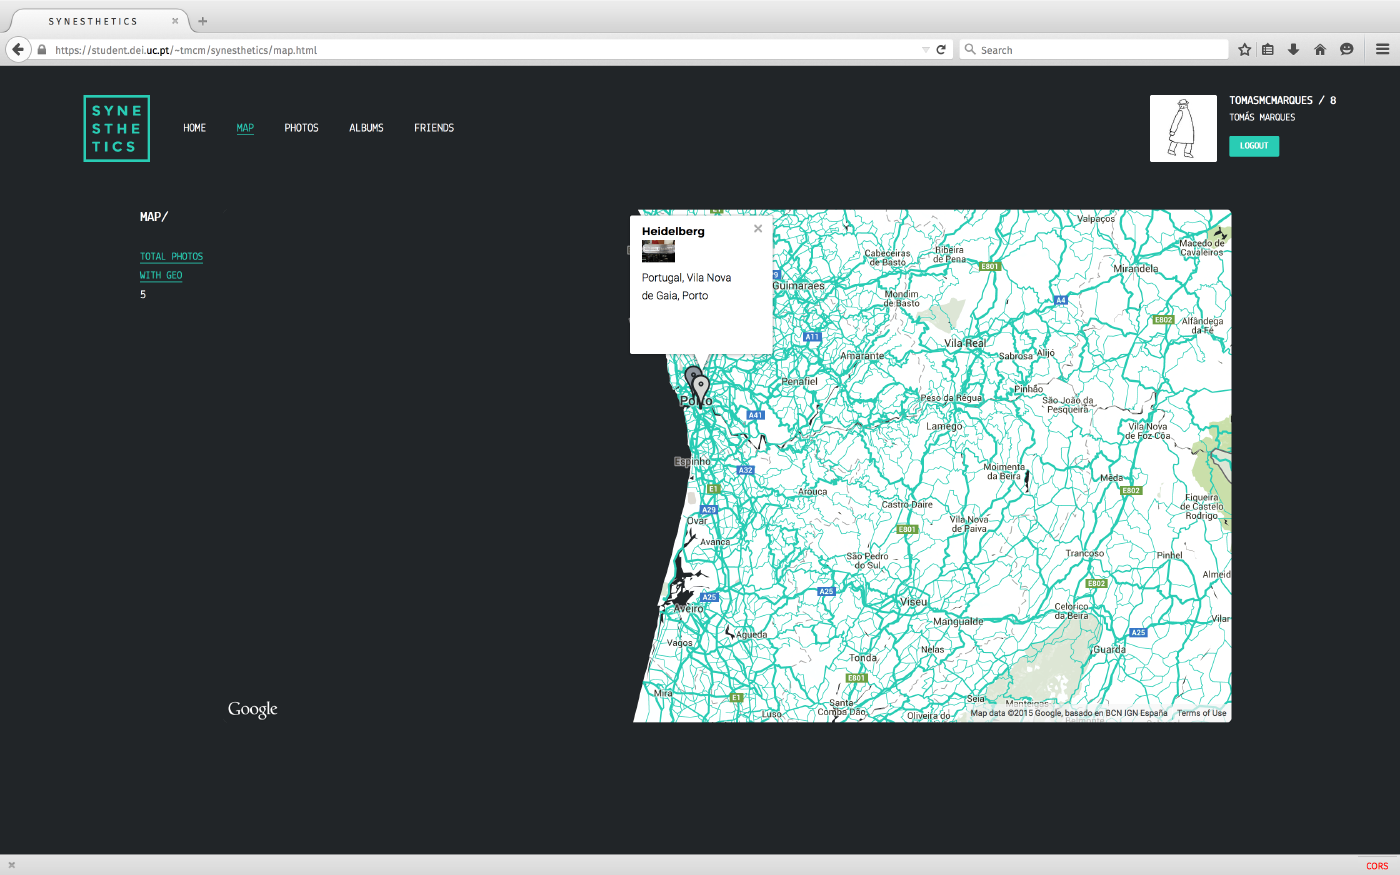 SYNESTHETICS
https://student.dei.uc.pt/~tmcm/synesthetics/map.html
Search
SYNE
STHE
TICS
HOME
MAP
PHOTOS
ALBUMS
FRIENDS
TOMASMCMARQUES / 8
TOMÁS MARQUES
LOGOUT
MAP/
TOTAL PHOTOS
WITH GEO
5
Google
Heidelberg
Portugal, Vila Nova
de Gaia, Porto
E1
Valpaços
Macedo de
Cavaleiros
Cabeceiras
de Basto
Ribeira
de Pena
E801
Mirandela
Guimaraes
Mondim
de Basto
A4
E802
Alfândega
da Fé
A11
Vila Real
Amarante
Sabrosa
Alijó
Penafiel
Pinhão
Porto
Peso da Régua
São João da
Pesqueira
A41
Lamego
Vila Nova
de Foz Côa
Espinho
A32
Moimenta
da Beira
Mêda
E1
Arouca
E802
A29
Castro Daire
Figueira
de Castelo
Rodrigo
Ovar
Vila Nova
de Paiva
E801
Avanca
São Pedro
do Sul
Trancoso
Pinhel
Almeid
E802
A25
A25
Aveiro
Viseu
Celorico
da Beira
Mangualde
Vilar
Águeda
A25
Vagos
Nelas
Guarda
Tonda
E801
Mira
E1
Seia
Santa
Comba Dão
Manteigas
Luso
Oliveira do
Map data ©2015 Google, basado en BCN IGN España
Terms of Use
CORS